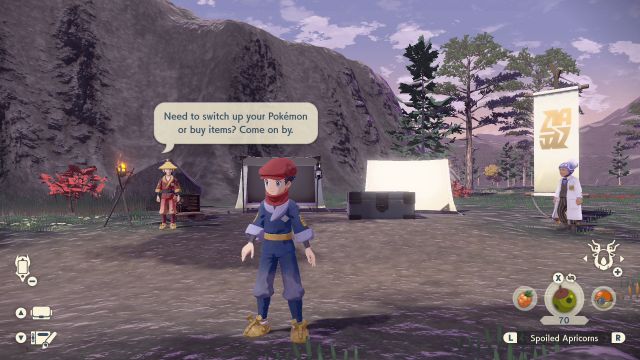 Need to switch up your Pokémon
or buy items? Come on by.
X
70
L Spoiled Apricorns R